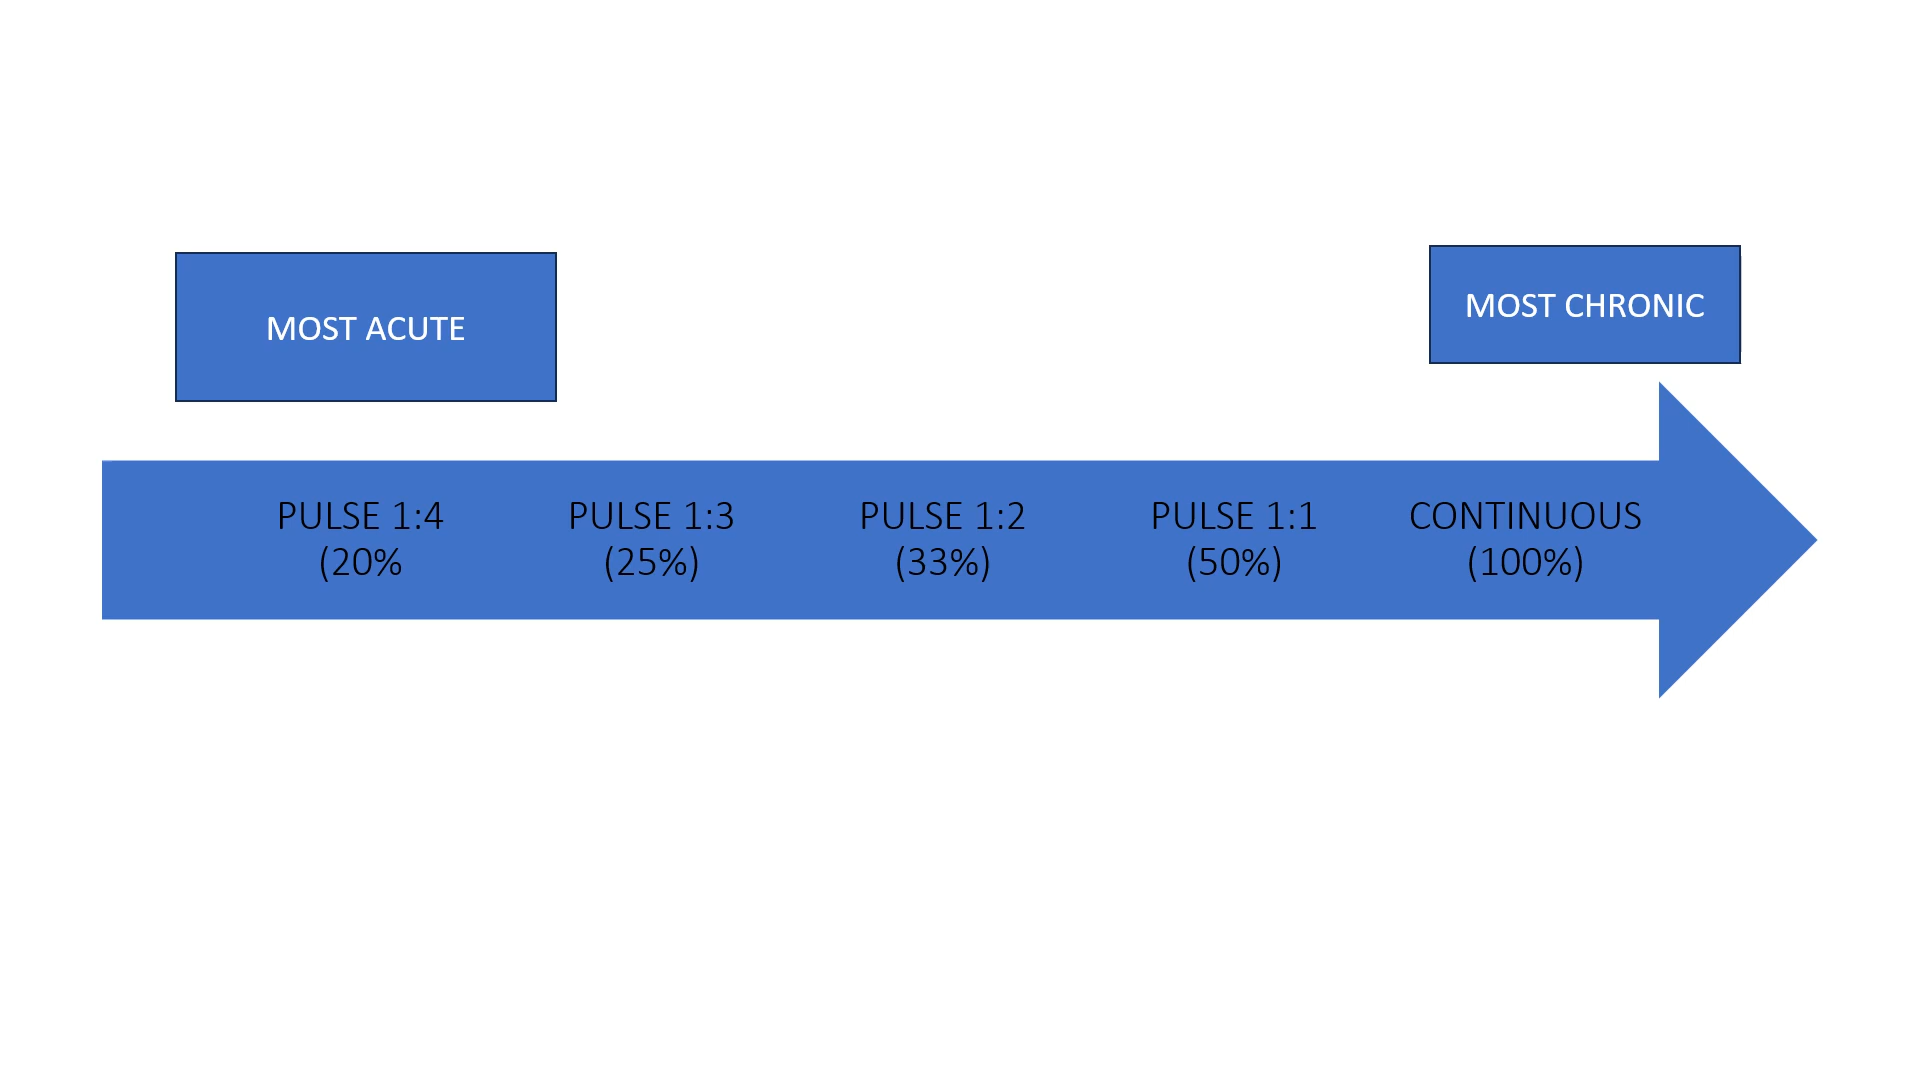 MOST ACUTE
MOST CHRONIC
PULSE 1:4
(20%
PULSE 1:3
(25%)
PULSE 1:2
(33%)
PULSE 1:1
(50%)
CONTINUOUS
(100%)